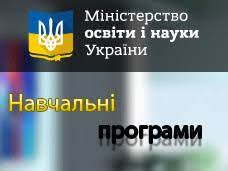 Міністерство
освіти і науки
України
Навчальні
програми